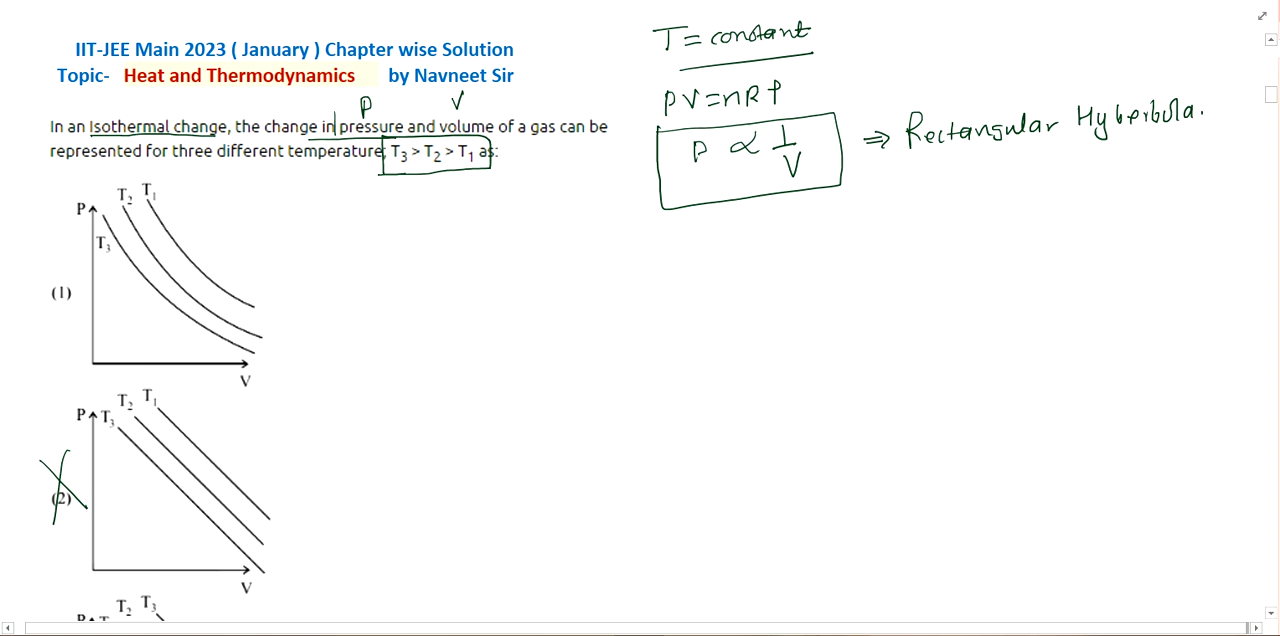 IIT-JEE Main 2023 ( January ) Chapter wise Solution
Topic- Heat and Thermodynamics by Navneet Sir
P V
In an Isothermal change, the change in pressure and volume of a gas can be
represented for three different temperature; T₃ > T₂ > T₁ as:
T₂ T₁
P
T₃
(1)
V
T₂ T₁
P T₃
(2)
V
T₂ T₃
P T
T = constant
PV = nRT
P ∝ 1/V ⇒ Rectangular Hyberbola.